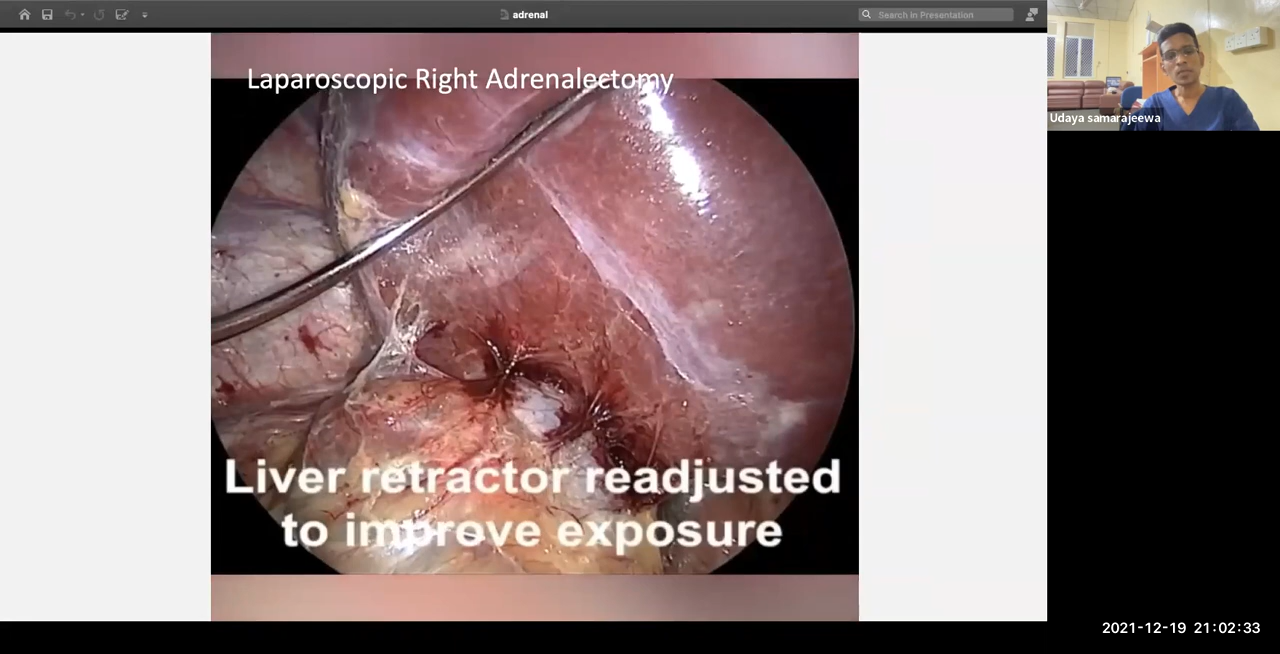 adrenal
Search in Presentation
Laparoscopic Right Adrenalectomy
Udaya samarajeewa
Liver retractor readjusted
to improve exposure
2021-12-19 21:02:33